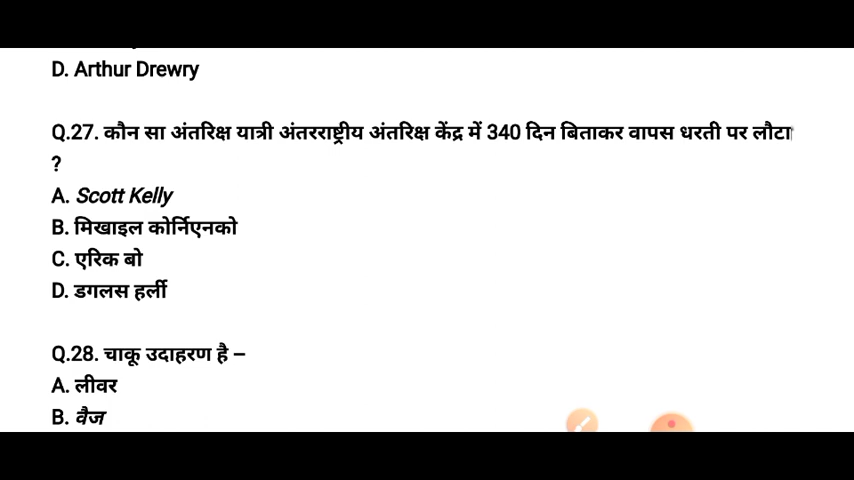 D. Arthur Drewry
Q.27. कौन सा अंतरिक्ष यात्री अंतरराष्ट्रीय अंतरिक्ष केंद्र में 340 दिन बिताकर वापस धरती पर लौटा
?
A. Scott Kelly
B. मिखाइल कोर्निएनको
C. एरिक बो
D. डगलस हर्ली
Q.28. चाकू उदाहरण है –
A. लीवर
B. वैज